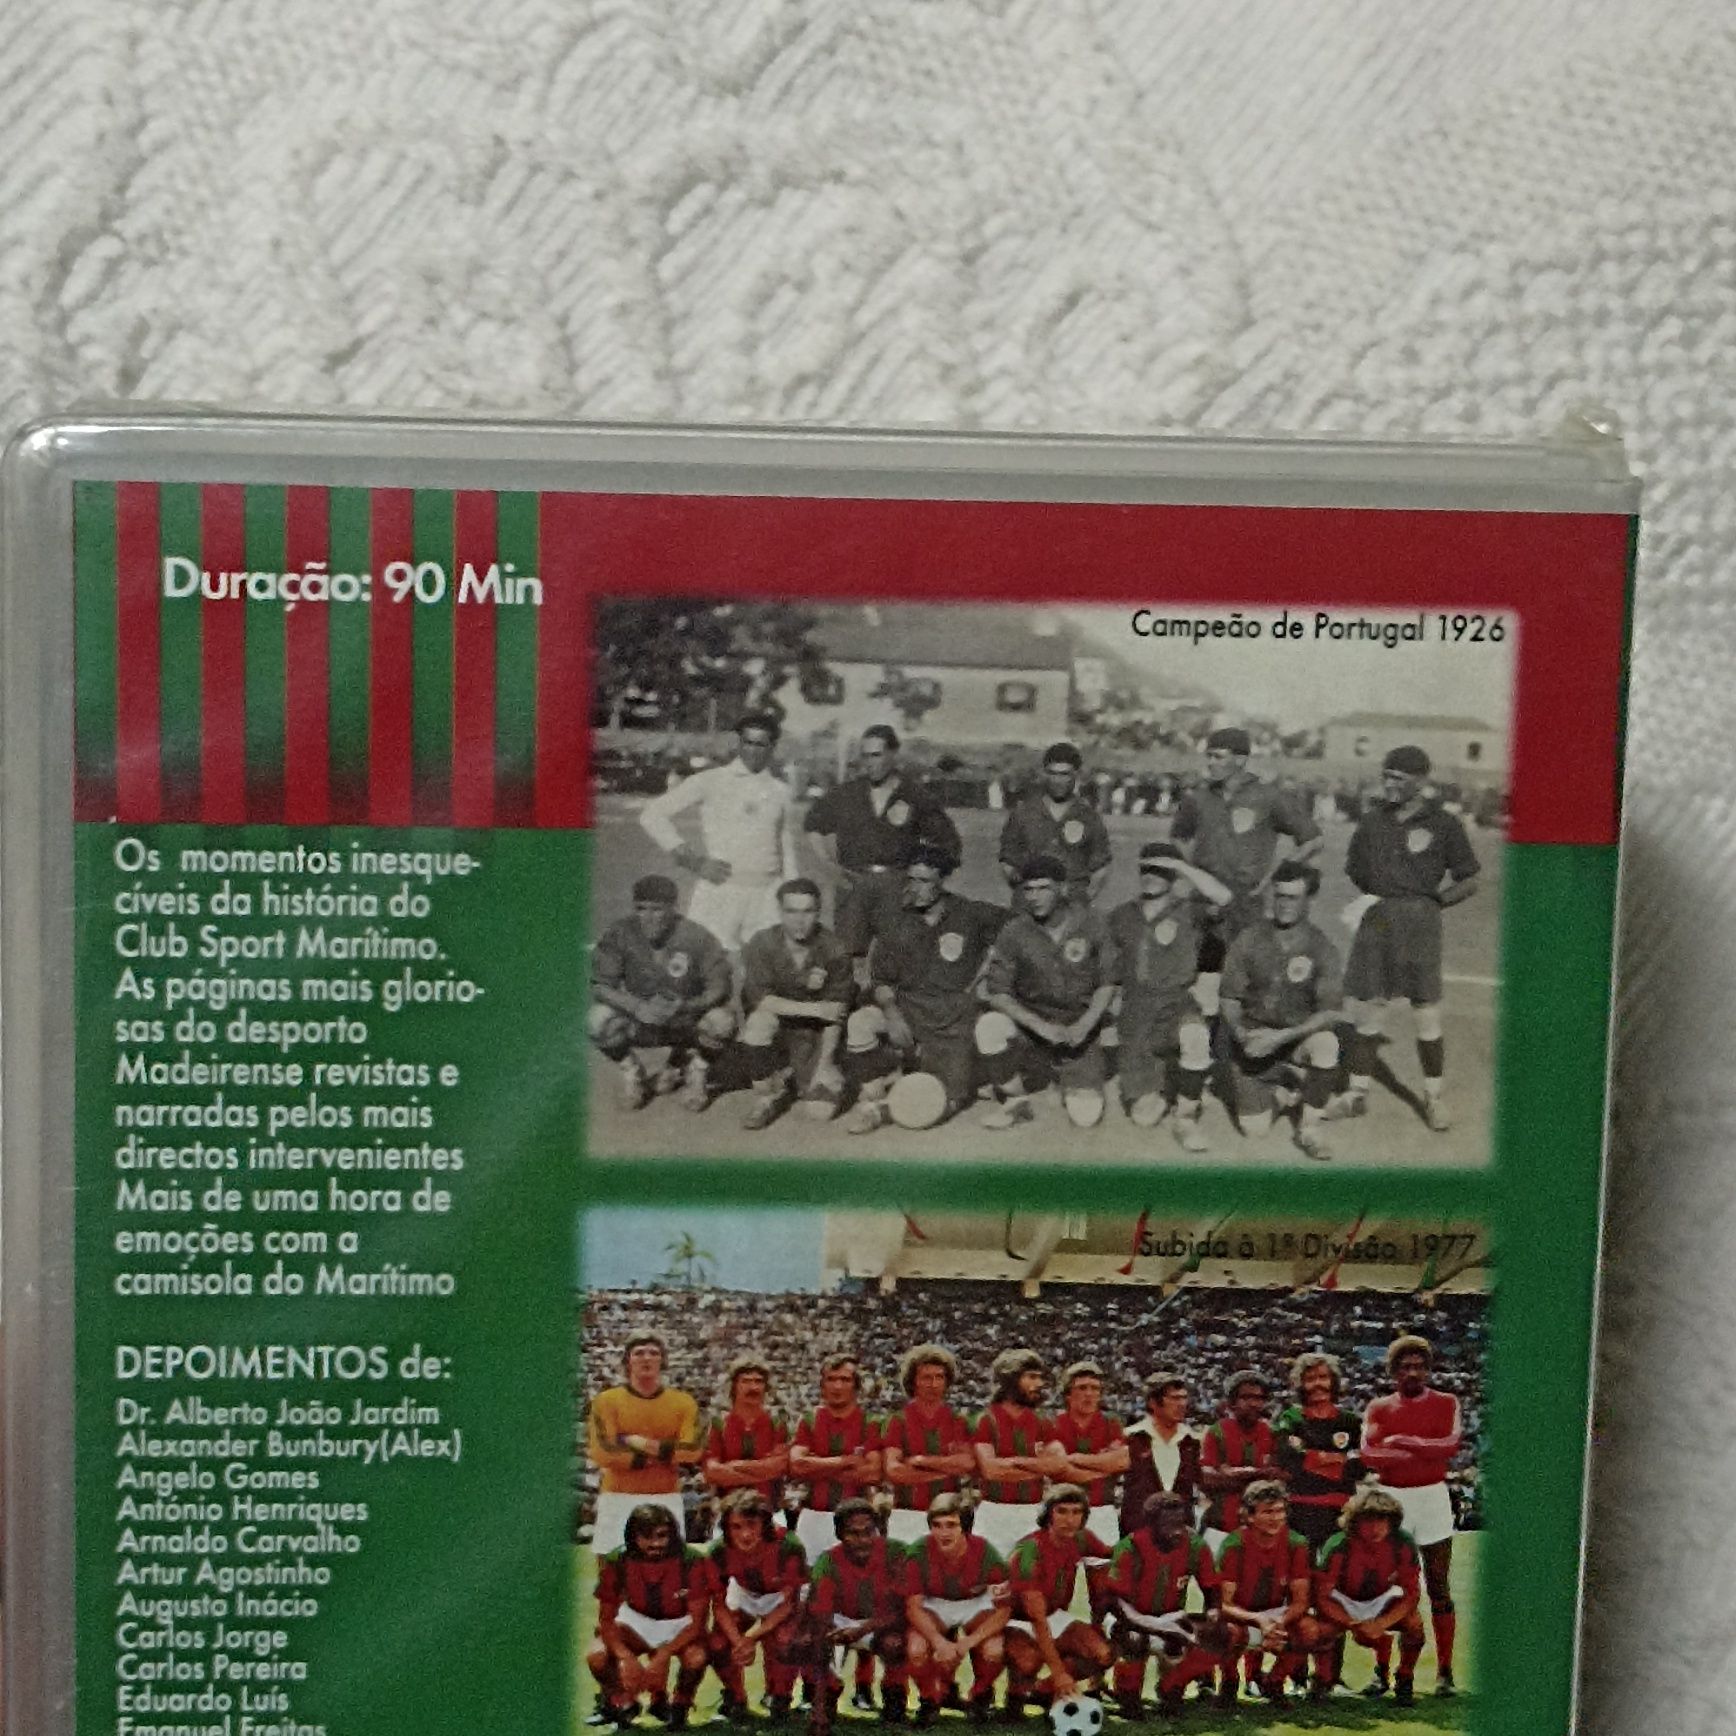 Duração: 90 Min
Campeão de Portugal 1926
Os momentos inesque-
cíveis da história do
Club Sport Marítimo.
As páginas mais glorio-
sas do desporto
Madeirense revistas e
narradas pelos mais
directos intervenientes
Mais de uma hora de
emoções com a
camisola do Marítimo
Subida à 1ª Divisão 1977
DEPOIMENTOS de:
Dr. Alberto João Jardim
Alexander Bunbury(Alex)
Angelo Gomes
António Henriques
Arnaldo Carvalho
Artur Agostinho
Augusto Inácio
Carlos Jorge
Carlos Pereira
Eduardo Luís
Emanuel Freitas